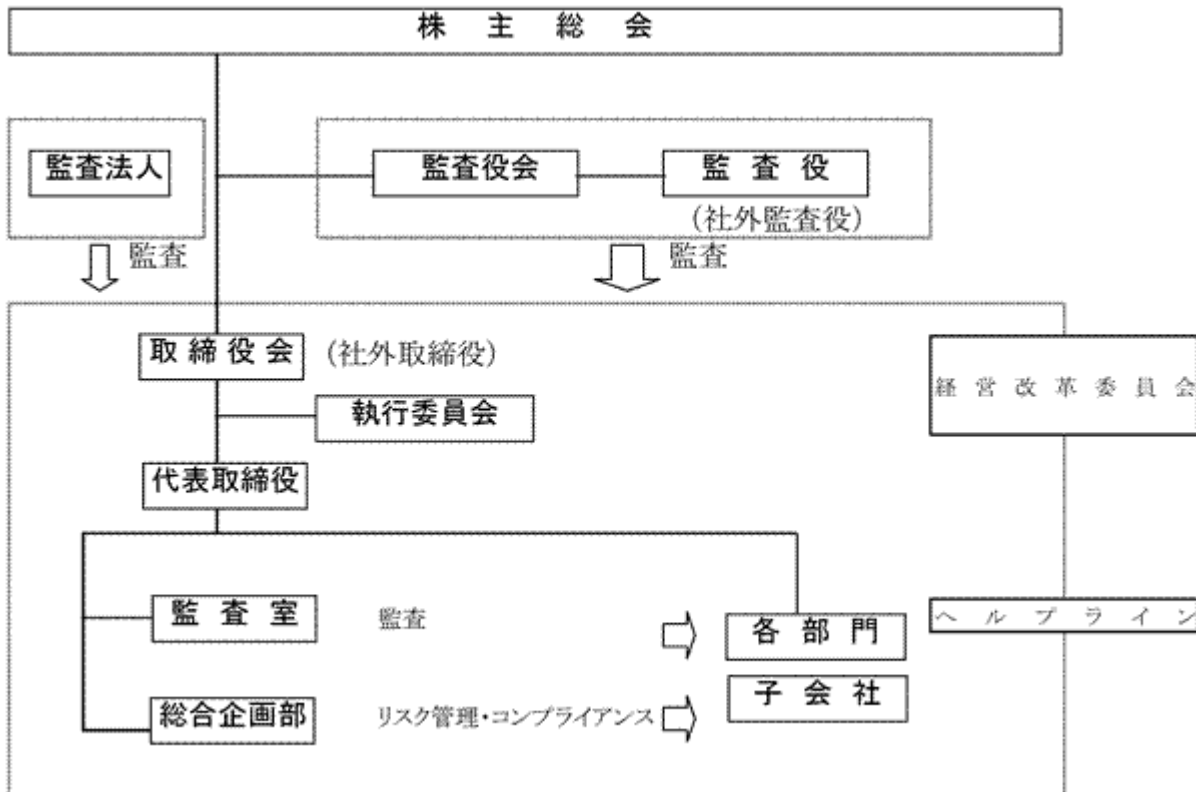 株主総会
監査法人
監査役会
監査役
(社外監査役)
監査
監査
取締役会
(社外取締役)
経営改革委員会
執行委員会
代表取締役
監査室
監査
各部門
ヘルプライン
子会社
総合企画部
リスク管理・コンプライアンス